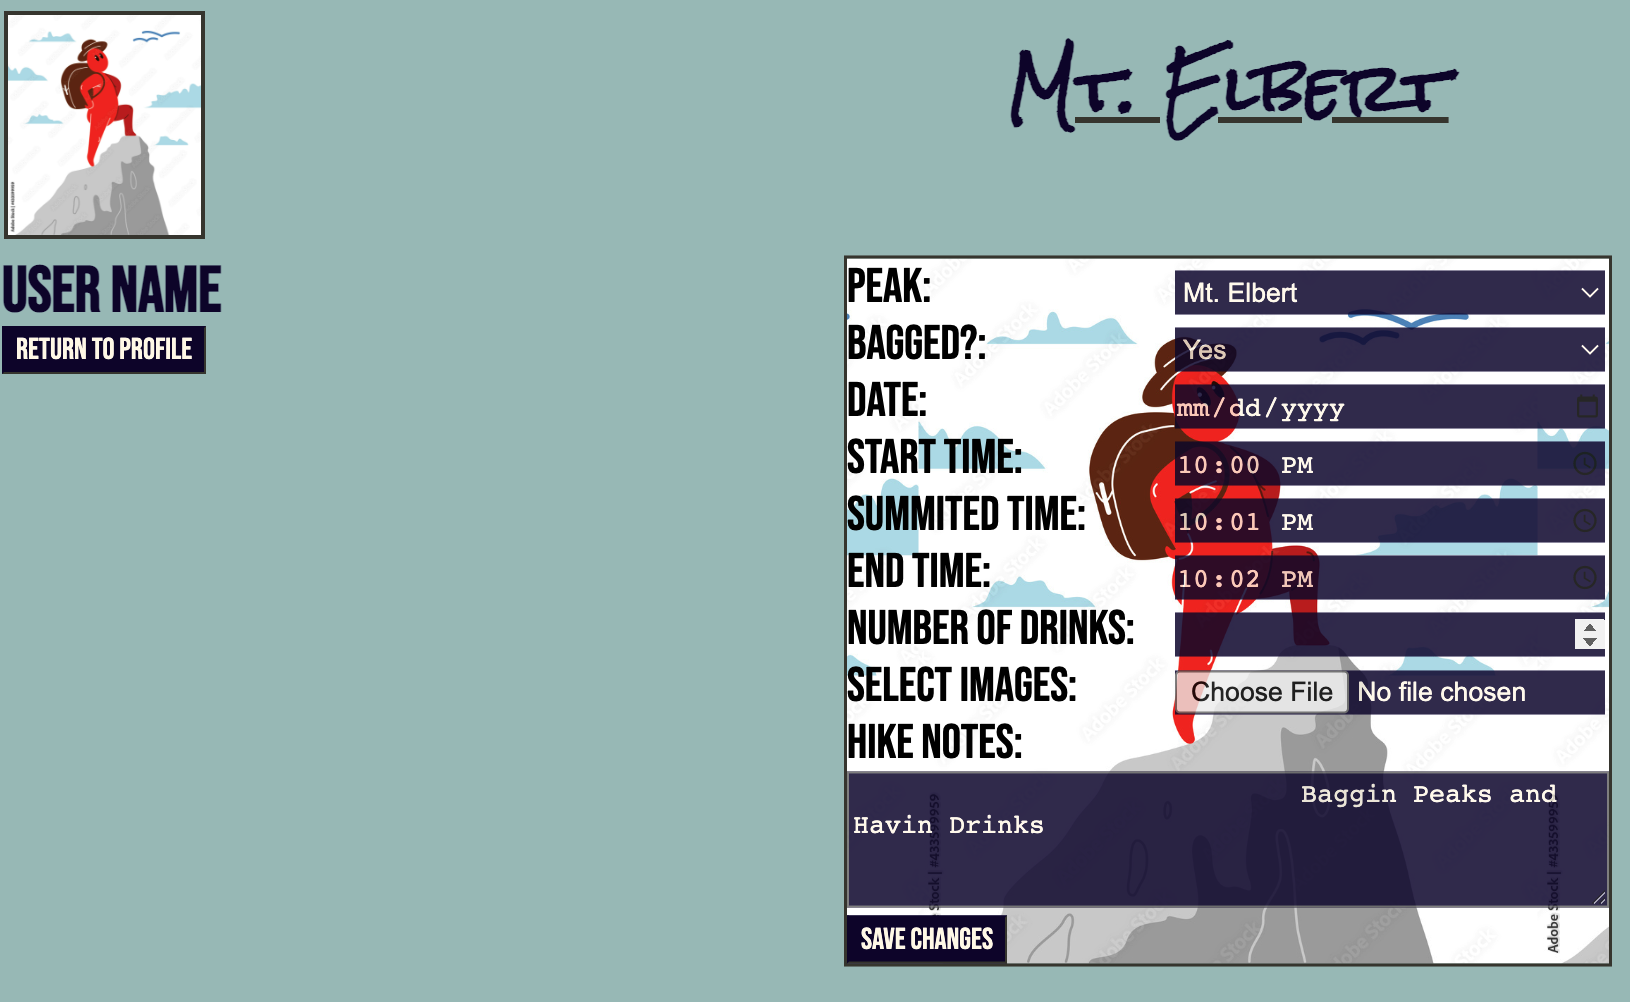 Mt. Elbert
USER NAME
RETURN TO PROFILE
PEAK: Mt. Elbert
BAGGED?: Yes
DATE: mm/dd/yyyy
START TIME: 10:00 PM
SUMMITED TIME: 10:01 PM
END TIME: 10:02 PM
NUMBER OF DRINKS:
SELECT IMAGES: Choose File No file chosen
HIKE NOTES:
Baggin Peaks and
Havin Drinks
SAVE CHANGES